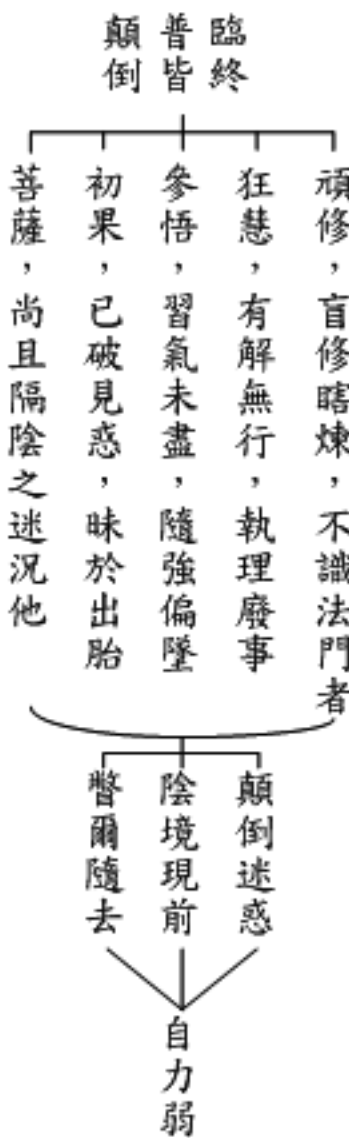 臨終
普皆
顛倒
頑修，盲修瞎煉，不識法門者
狂慧，有解無行，執理廢事
參悟，習氣未盡，隨強偏墜
初果，已破見惑，昧於出胎
菩薩，尚且隔陰之迷況他
顛倒迷惑
陰境現前
瞥爾隨去
自力弱